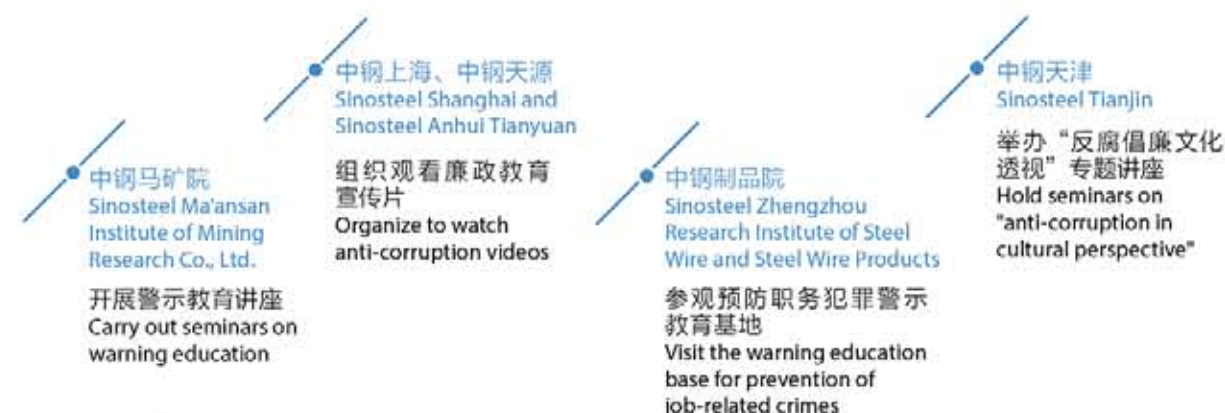 中钢马矿院
Sinosteel Ma'ansan
Institute of Mining
Research Co., Ltd.
开展警示教育讲座
Carry out seminars on
warning education
中钢上海、中钢天源
Sinosteel Shanghai and
Sinosteel Anhui Tianyuan
组织观看廉政教育
宣传片
Organize to watch
anti-corruption videos
中钢制品院
Sinosteel Zhengzhou
Research Institute of Steel
Wire and Steel Wire Products
参观预防职务犯罪警示
教育基地
Visit the warning education
base for prevention of
job-related crimes
中钢天津
Sinosteel Tianjin
举办“反腐倡廉文化
透视”专题讲座
Hold seminars on
"anti-corruption in
cultural perspective"